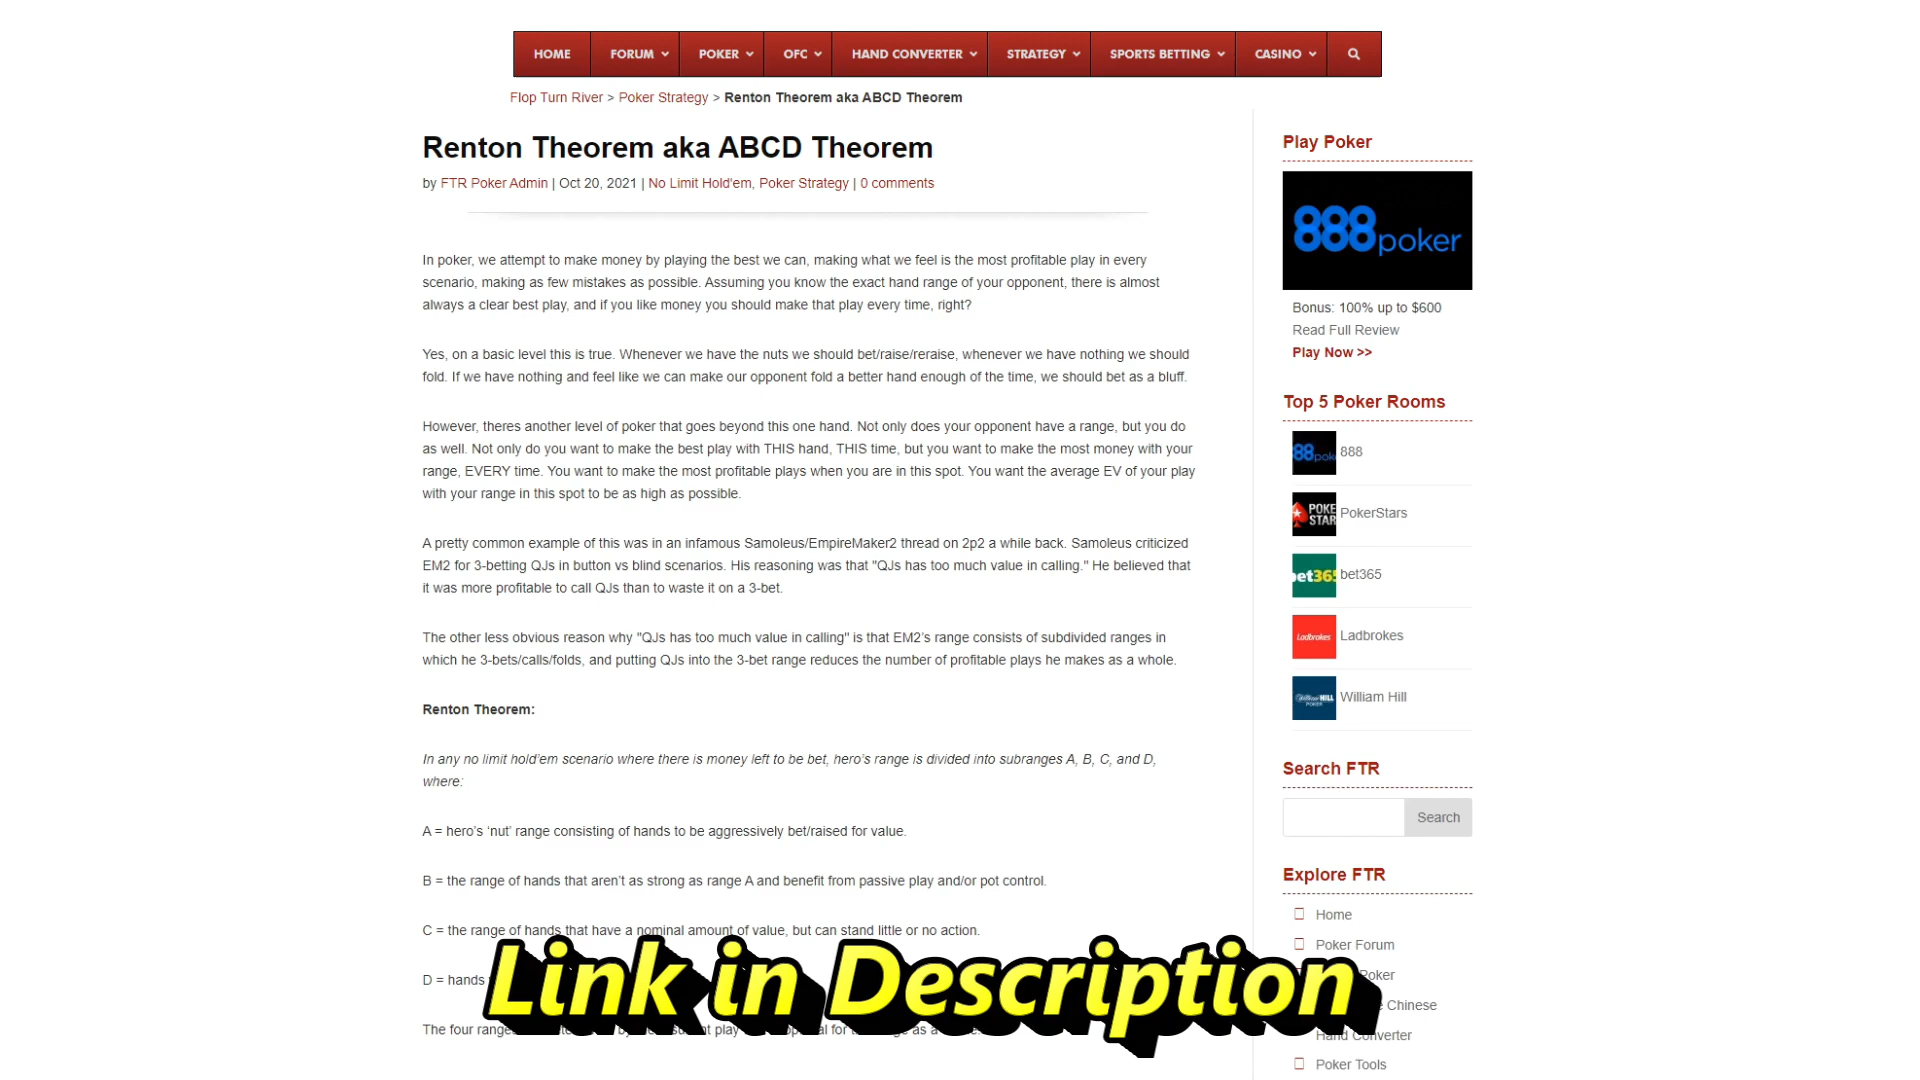 HOME FORUM POKER OFC HAND CONVERTER STRATEGY SPORTS BETTING CASINO
Flop Turn River > Poker Strategy > Renton Theorem aka ABCD Theorem
Renton Theorem aka ABCD Theorem
by FTR Poker Admin | Oct 20, 2021 | No Limit Hold'em, Poker Strategy | 0 comments
In poker, we attempt to make money by playing the best we can, making what we feel is the most profitable play in every
scenario, making as few mistakes as possible. Assuming you know the exact hand range of your opponent, there is almost
always a clear best play, and if you like money you should make that play every time, right?
Yes, on a basic level this is true. Whenever we have the nuts we should bet/raise/reraise, whenever we have nothing we should
fold. If we have nothing and feel like we can make our opponent fold a better hand enough of the time, we should bet as a bluff.
However, theres another level of poker that goes beyond this one hand. Not only does your opponent have a range, but you do
as well. Not only do you want to make the best play with THIS hand, THIS time, but you want to make the most money with your
range, EVERY time. You want to make the most profitable plays when you are in this spot. You want the average EV of your play
with your range in this spot to be as high as possible.
A pretty common example of this was in an infamous Samoleus/EmpireMaker2 thread on 2p2 a while back. Samoleus criticized
EM2 for 3-betting QJs in button vs blind scenarios. His reasoning was that "QJs has too much value in calling." He believed that
it was more profitable to call QJs than to waste it on a 3-bet.
The other less obvious reason why "QJs has too much value in calling" is that EM2’s range consists of subdivided ranges in
which he 3-bets/calls/folds, and putting QJs into the 3-bet range reduces the number of profitable plays he makes as a whole.
Renton Theorem:
In any no limit hold’em scenario where there is money left to be bet, hero’s range is divided into subranges A, B, C, and D,
where:
A = hero’s ‘nut’ range consisting of hands to be aggressively bet/raised for value.
B = the range of hands that aren’t as strong as range A and benefit from passive play and/or pot control.
C = the range of hands that have a nominal amount of value, but can stand little or no action.
D = hands
The four ranges
Link in Description
Play Poker
888poker
Bonus: 100% up to $600
Read Full Review
Play Now >>
Top 5 Poker Rooms
888
PokerStars
bet365
bet365
Ladbrokes
Ladbrokes
William HILL
POKER
William Hill
Search FTR
Search
Explore FTR
Home
Poker Forum
Poker
Chinese
Hand Converter
Poker Tools